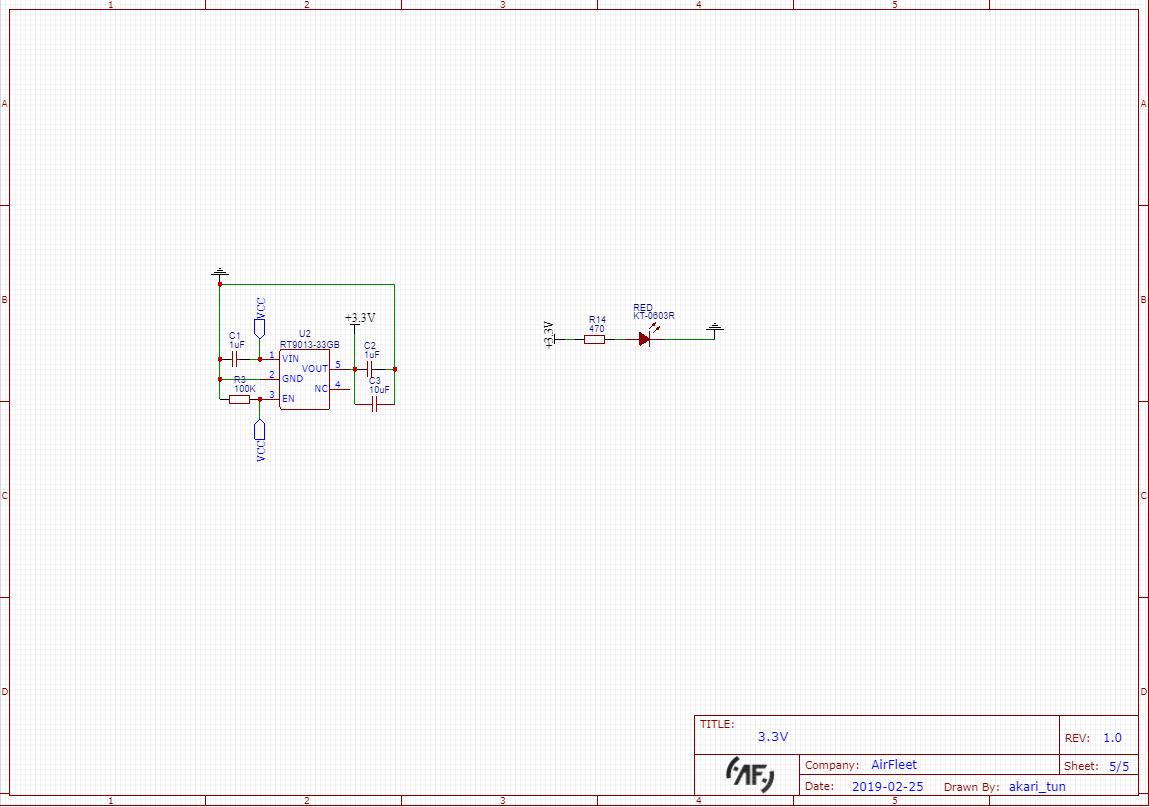 1 2 3 4 5
A A
VCC
+3.3V
U2
RT9013-33GB
C1
1uF
1 VIN
VOUT 5
2 GND
NC 4
3 EN
R3
100K
C2
1uF
C3
10uF
VCC
+3.3V
R14
470
RED
KT-0603R
B B
C C
D D
TITLE:
3.3V
REV: 1.0
AF
Company: AirFleet
Sheet: 5/5
Date: 2019-02-25 Drawn By: akari_tun
1 2 3 4 5